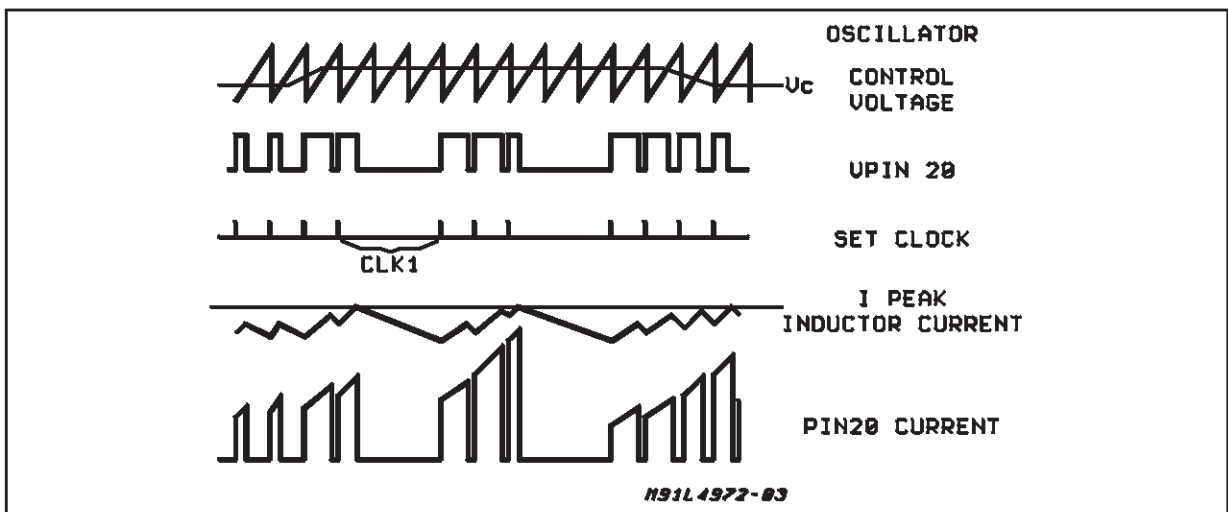 OSCILLATOR
Vc
CONTROL
VOLTAGE
VPIN 20
SET CLOCK
CLK1
I PEAK
INDUCTOR CURRENT
PIN20 CURRENT
M91L4972-03